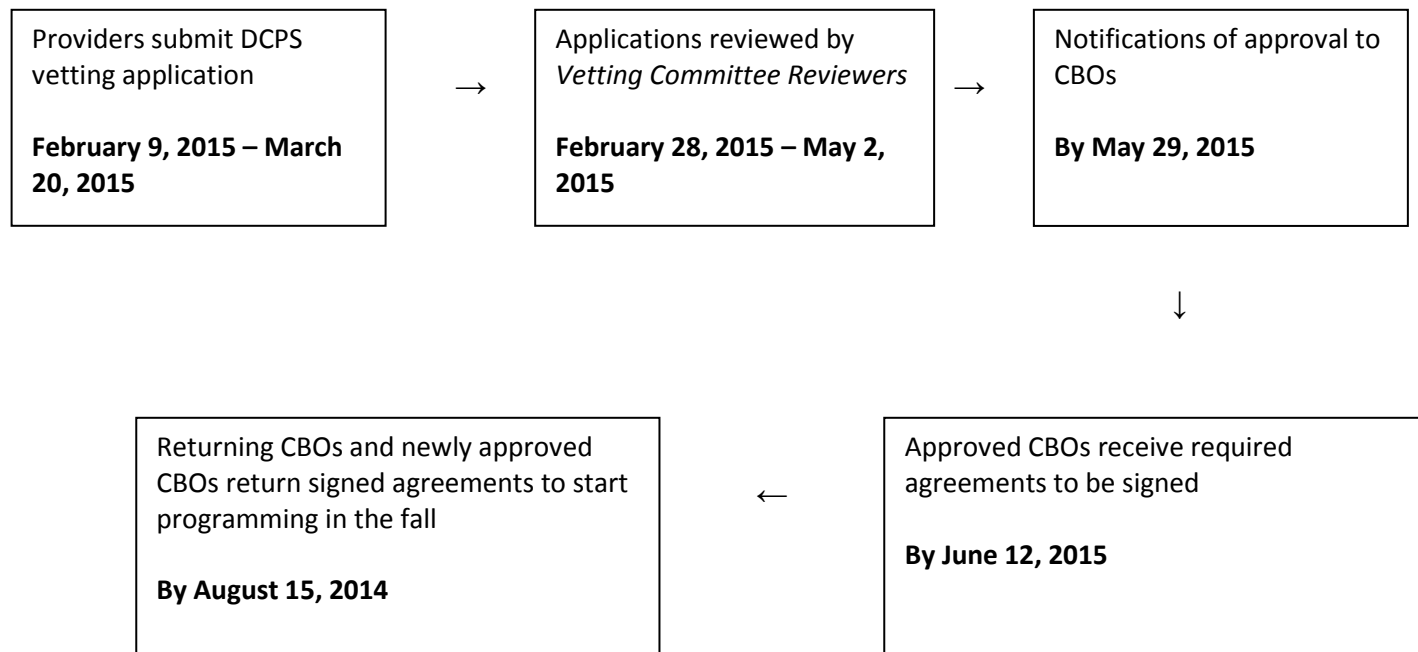 Providers submit DCPS
vetting application
February 9, 2015 – March
20, 2015
→
Applications reviewed by
Vetting Committee Reviewers
February 28, 2015 – May 2,
2015
→
Notifications of approval to
CBOs
By May 29, 2015
↓
Approved CBOs receive required
agreements to be signed
By June 12, 2015
←
Returning CBOs and newly approved
CBOs return signed agreements to start
programming in the fall
By August 15, 2014